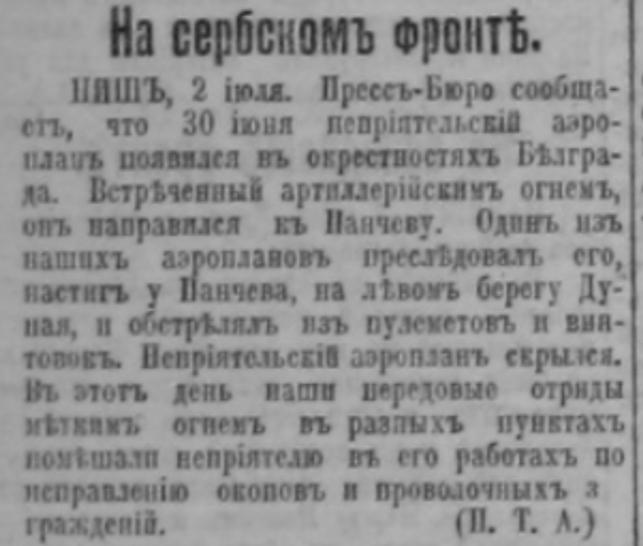 На сербскомъ фронтѣ.
НИШЪ, 2 іюля. Прессъ-Бюро сообща-
етъ, что 30 іюня непріятельскій аэро-
планъ появился въ окрестностяхъ Бѣлгра-
да. Встрѣченный артиллерійскимъ огнемъ,
онъ направился къ Панчеву. Одинъ изъ
нашихъ аэроплановъ преслѣдовалъ его,
настигъ у Панчева, на лѣвомъ берегу Ду-
ная, и обстрѣлялъ изъ пулеметовъ и вин-
товокъ. Непріятельскій аэропланъ скрылся.
Въ этотъ день наши передовые отряды
мѣткимъ огнемъ въ разныхъ пунктахъ
помѣшали непріятелю въ его работахъ по
исправленію окоповъ и проволочныхъ з
гражденій. (П. Т. А.)